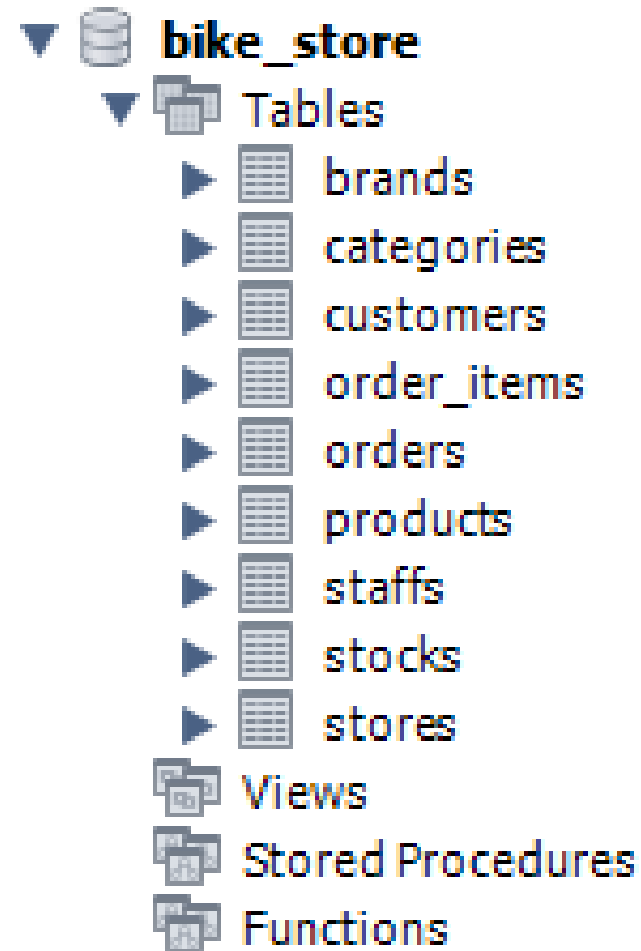 bike_store
Tables
brands
categories
customers
order_items
orders
products
staffs
stocks
stores
Views
Stored Procedures
Functions